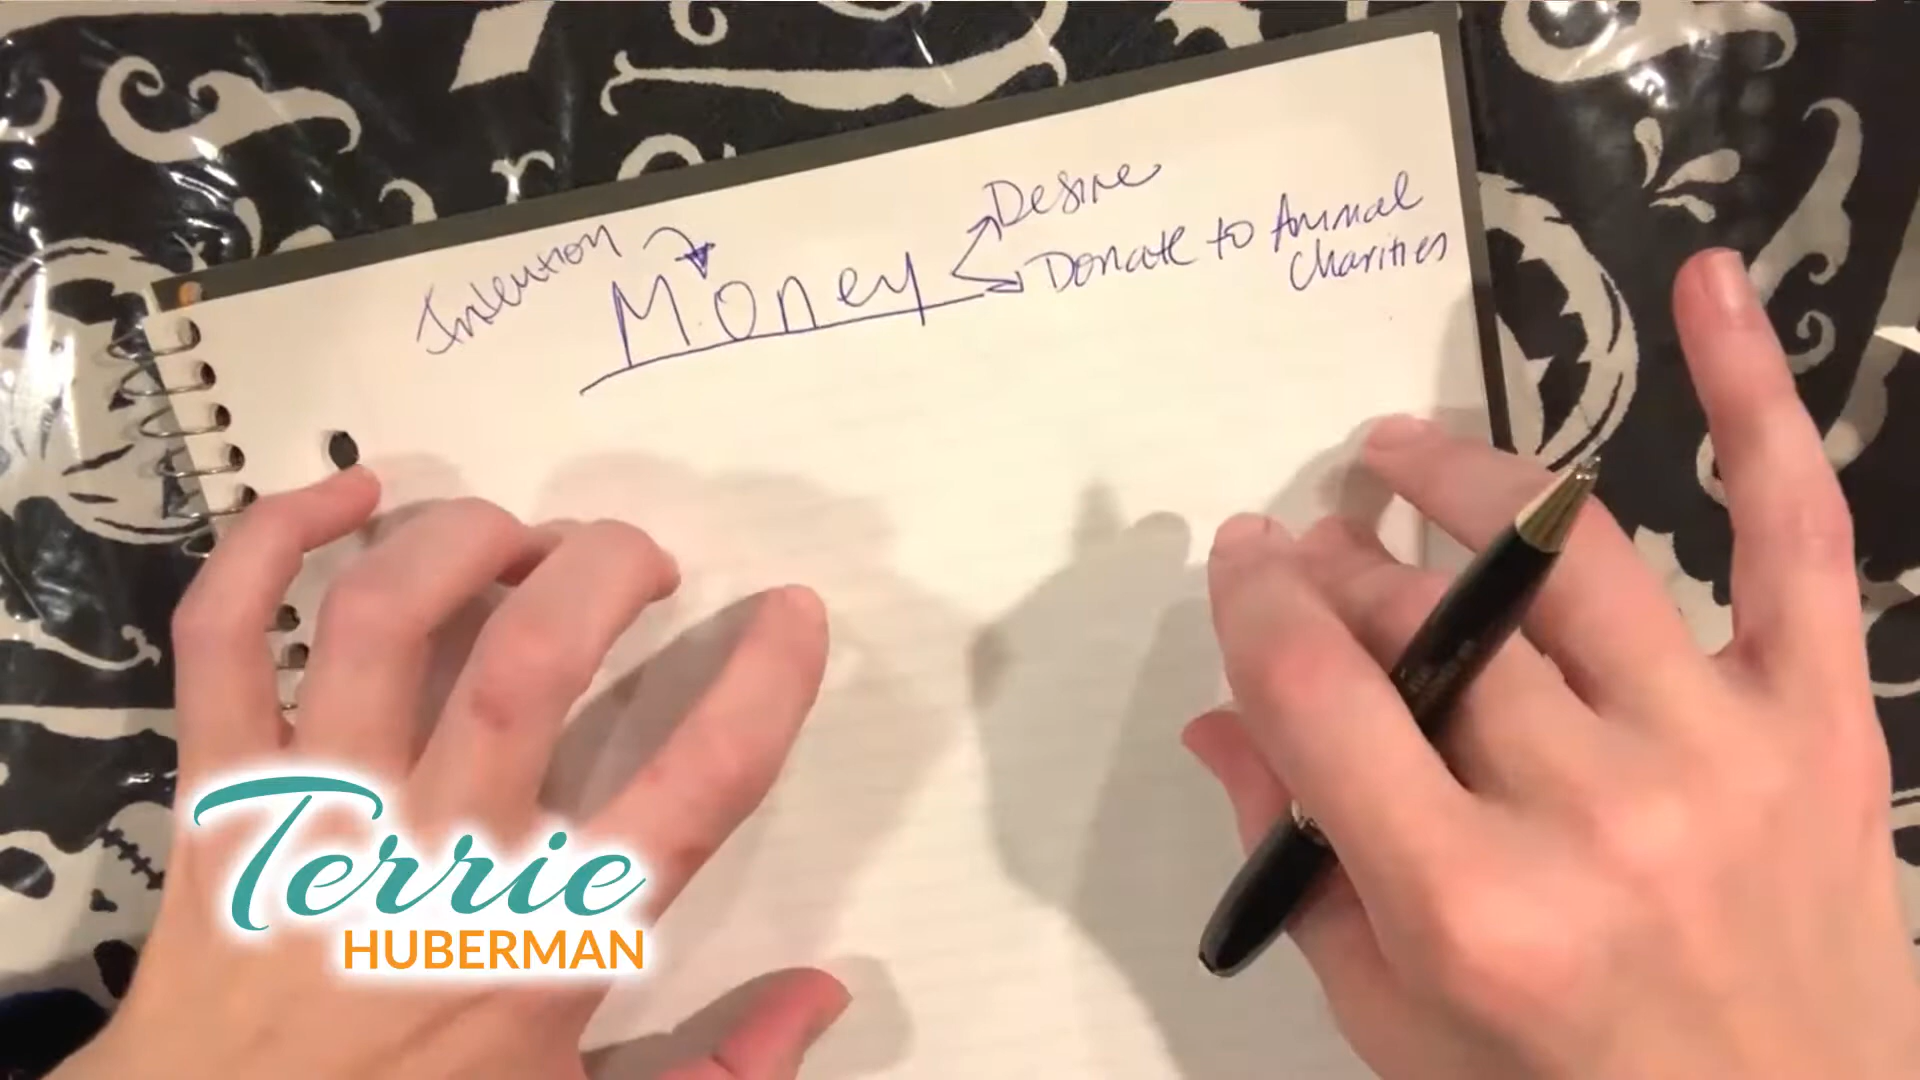 Intention
Money
Desire
Donate to Animal
Charities
Terrie
HUBERMAN